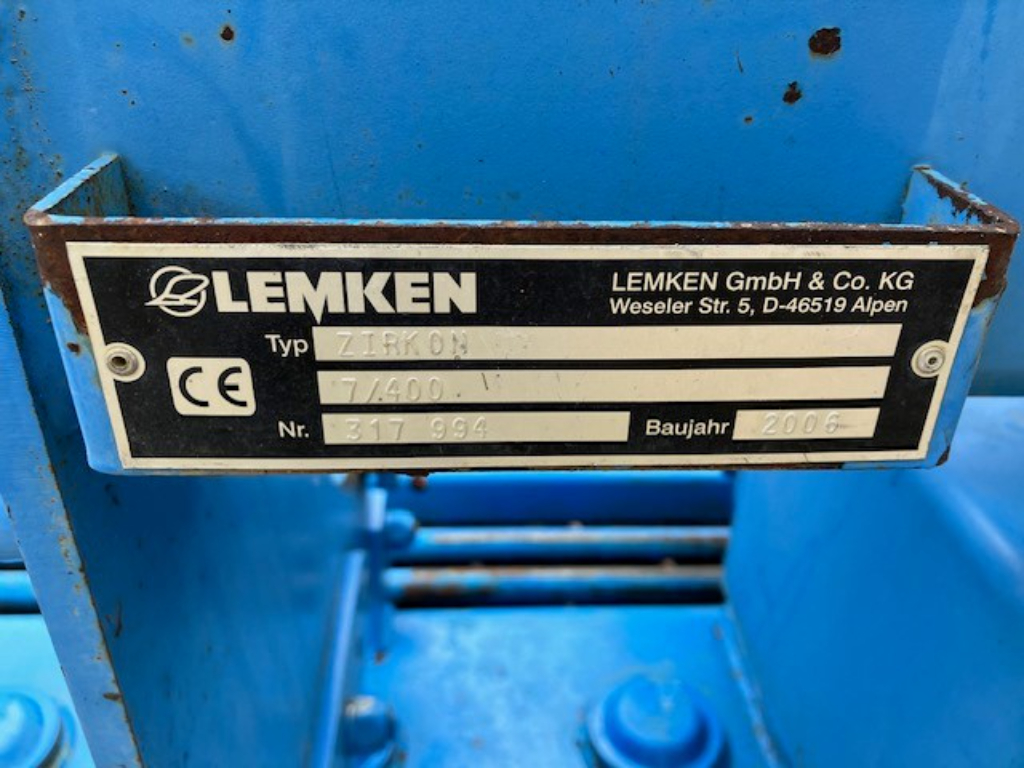 LEMKEN
LEMKEN GmbH & Co. KG
Weseler Str. 5, D-46519 Alpen
Typ ZIRKON
7/400
CE
Nr. 317 994 Baujahr 2006